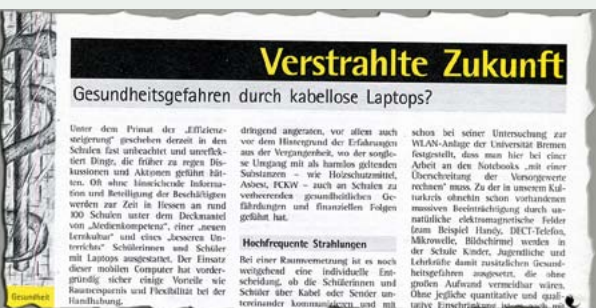 Verstrahlte Zukunft
Gesundheitsgefahren durch kabellose Laptops?
Unter dem Primat der „Effizienz-
steigerung“ geschehen derzeit in den
Schulen fast unbeachtet und unreflek-
tiert Dinge, die früher zu regen Dis-
kussionen und Aktionen geführt hät-
ten. Oft ohne hinreichende Informa-
tion und Beteiligung der Beschäftigten
werden zur Zeit in Hessen an rund
100 Schulen unter dem Deckmantel
von „Medienkompetenz“, einer „neuen
Lernkultur“ und eines „besseren Un-
terrichts“ Schülerinnen und Schüler
mit Laptops ausgestattet. Der Einsatz
dieser mobilen Computer hat vorder-
gründig sicher einige Vorteile wie
Raumersparnis und Flexibilität bei der
Handhabung.
dringend angeraten, vor allem auch
vor dem Hintergrund der Erfahrungen
aus der Vergangenheit, wo der sorglo-
se Umgang mit als harmlos geltenden
Substanzen – wie Holzschutzmittel,
Asbest, FCKW – auch an Schulen zu
verheerenden gesundheitlichen Ge-
fährdungen und finanziellen Folgen
geführt hat.
Hochfrequente Strahlungen
Bei einer Raumvernetzung ist es noch
weitgehend eine individuelle Ent-
scheidung, ob die Schülerinnen und
Schüler über Kabel oder Sender un-
tereinander kommunizieren und mit
schon bei seiner Untersuchung zur
WLAN-Anlage der Universität Bremen
festgestellt, dass man hier bei einer
Arbeit an den Notebooks „mit einer
Überschreitung der Vorsorgewerte
rechnen“ muss. Zu der in unserem Kul-
turkreis ohnehin schon vorhandenen
massiven Beeinträchtigung durch un-
natürliche elektromagnetische Felder
(zum Beispiel Handy, DECT-Telefon,
Mikrowelle, Bildschirme) werden in
der Schule Kinder, Jugendliche und
Lehrkräfte damit zusätzlichen Gesund-
heitsgefahren ausgesetzt, die ohne
großen Aufwand vermeidbar wären.
Ohne jegliche quantitative und quali-
tative Einschränkung ist es auch mit
Gesundheit